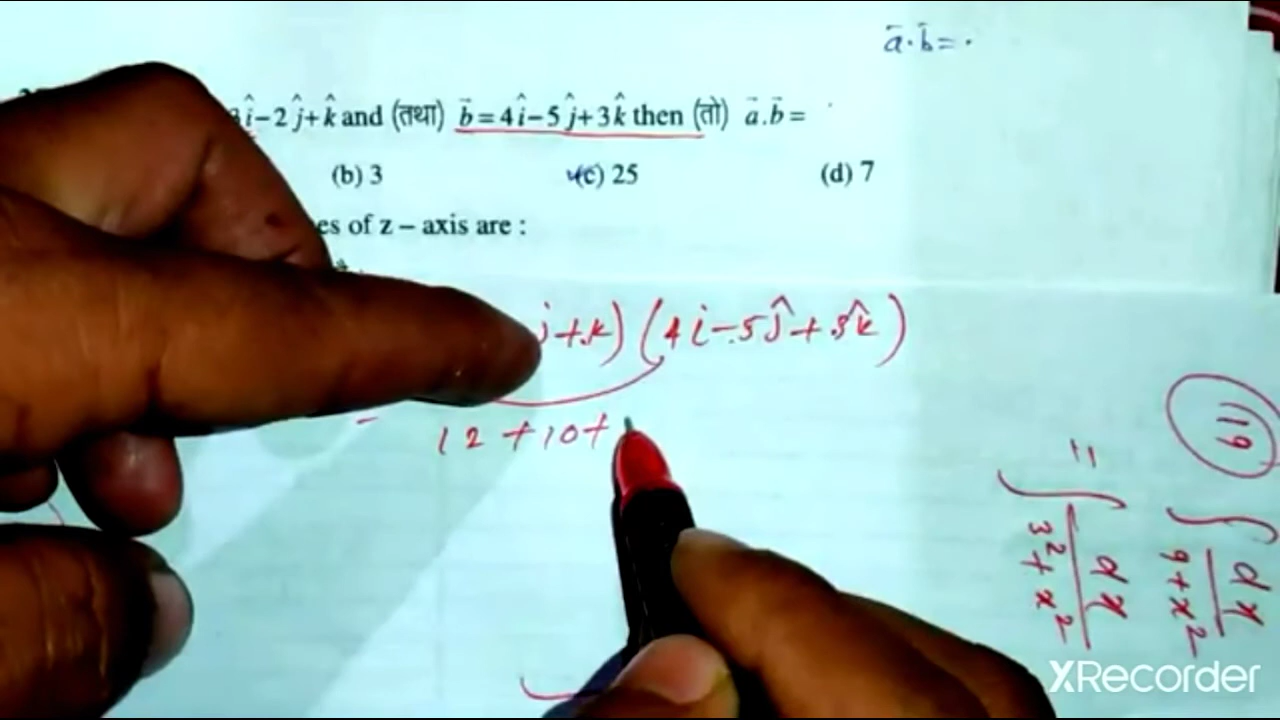 a̅.b̅=.
î−2ĵ+k̂ and (तथा) b⃗=4î−5ĵ+3k̂ then (तो) a⃗.b⃗=
(b) 3 (c) 25 (d) 7
es of z – axis are :
j+k) (4i−5ĵ+3k̂)
= 12+10+
119
∫ dx/9+x²
= ∫ dx/3²+x²
XRecorder